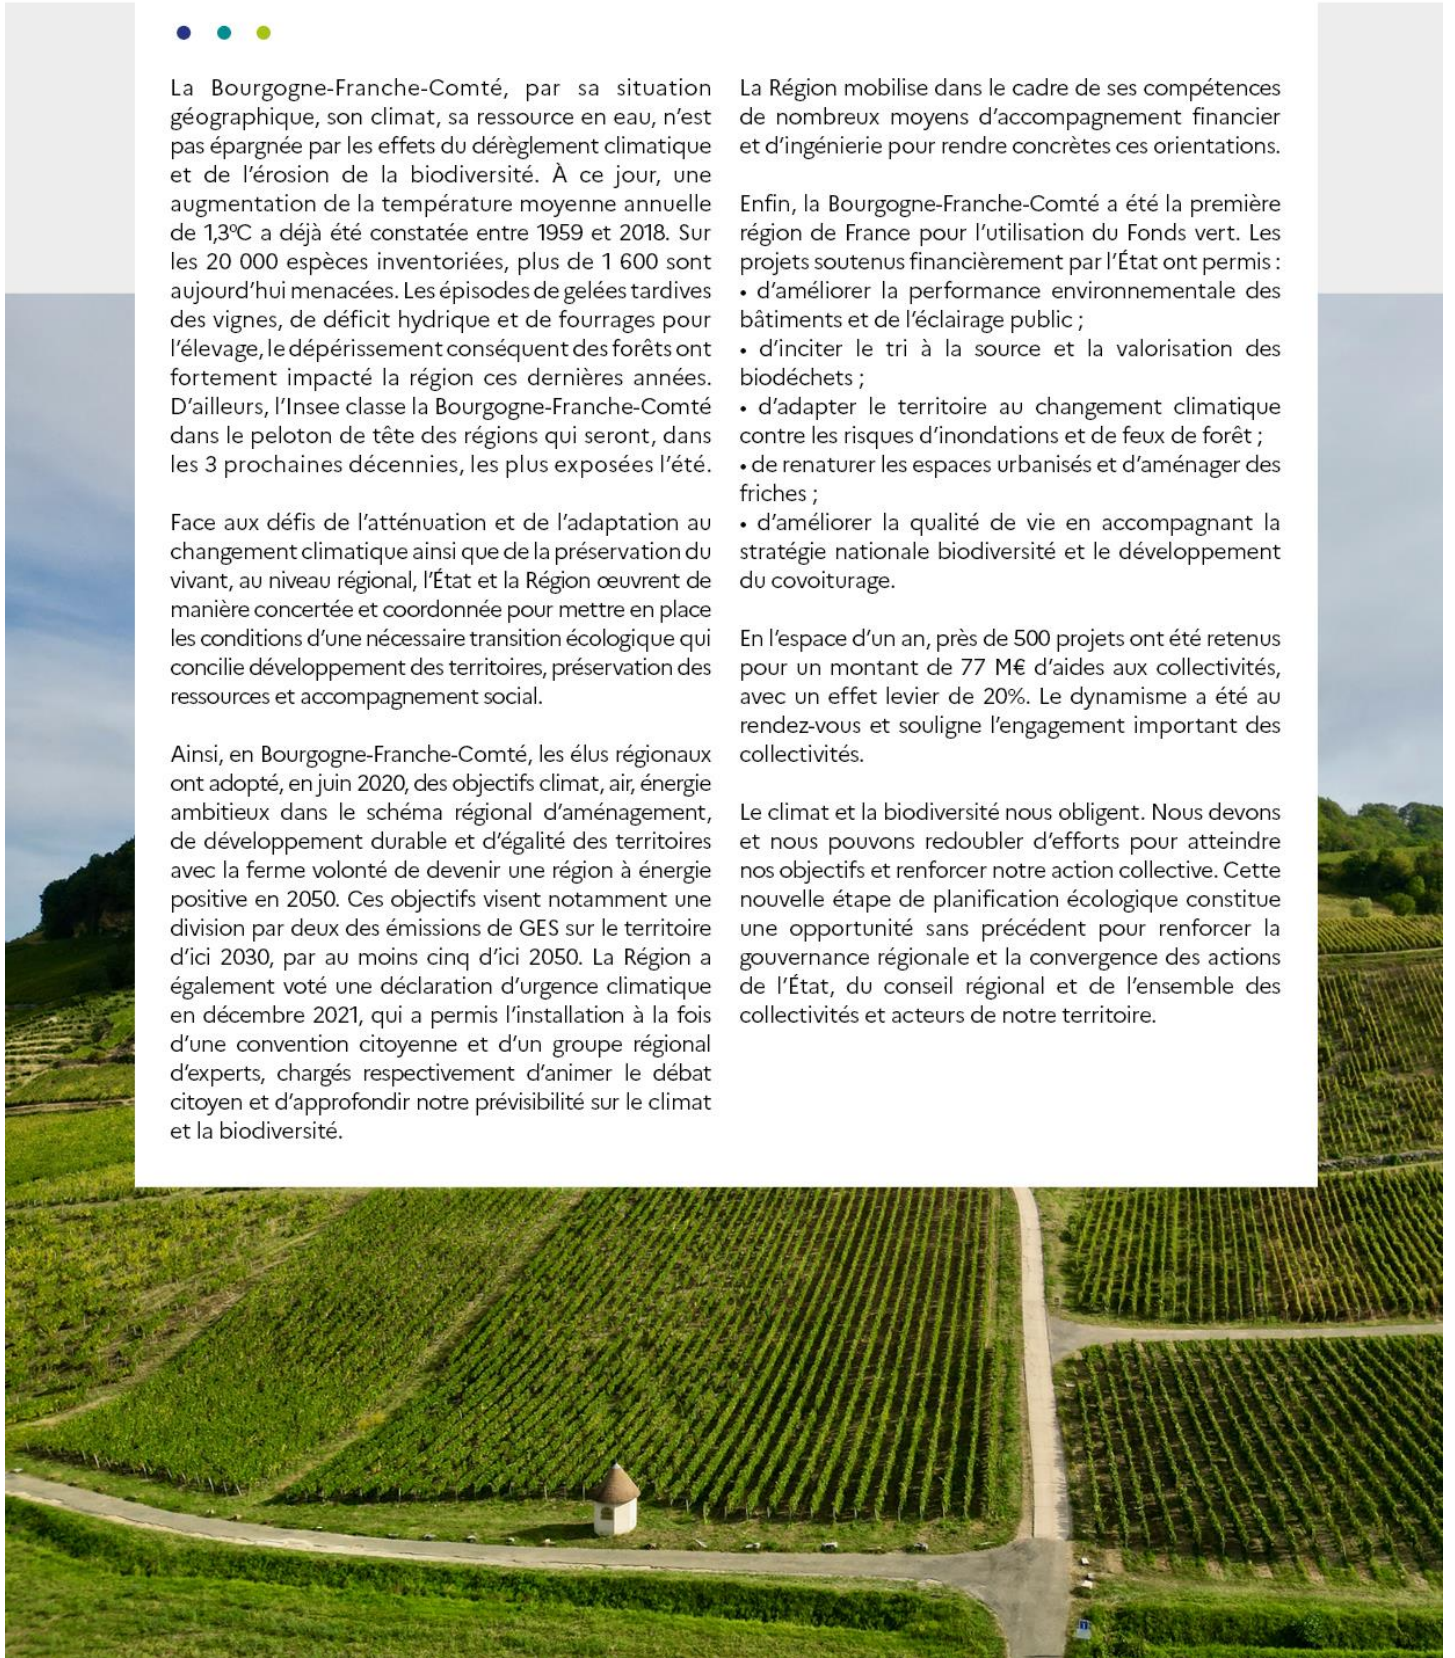 La Bourgogne-Franche-Comté, par sa situation
géographique, son climat, sa ressource en eau, n'est
pas épargnée par les effets du dérèglement climatique
et de l'érosion de la biodiversité. À ce jour, une
augmentation de la température moyenne annuelle
de 1,3°C a déjà été constatée entre 1959 et 2018. Sur
les 20 000 espèces inventoriées, plus de 1 600 sont
aujourd'hui menacées. Les épisodes de gelées tardives
des vignes, de déficit hydrique et de fourrages pour
l'élevage, le dépérissement conséquent des forêts ont
fortement impacté la région ces dernières années.
D'ailleurs, l'Insee classe la Bourgogne-Franche-Comté
dans le peloton de tête des régions qui seront, dans
les 3 prochaines décennies, les plus exposées l'été.

Face aux défis de l'atténuation et de l'adaptation au
changement climatique ainsi que de la préservation du
vivant, au niveau régional, l'État et la Région œuvrent de
manière concertée et coordonnée pour mettre en place
les conditions d'une nécessaire transition écologique qui
concilie développement des territoires, préservation des
ressources et accompagnement social.

Ainsi, en Bourgogne-Franche-Comté, les élus régionaux
ont adopté, en juin 2020, des objectifs climat, air, énergie
ambitieux dans le schéma régional d'aménagement,
de développement durable et d'égalité des territoires
avec la ferme volonté de devenir une région à énergie
positive en 2050. Ces objectifs visent notamment une
division par deux des émissions de GES sur le territoire
d'ici 2030, par au moins cinq d'ici 2050. La Région a
également voté une déclaration d'urgence climatique
en décembre 2021, qui a permis l'installation à la fois
d'une convention citoyenne et d'un groupe régional
d'experts, chargés respectivement d'animer le débat
citoyen et d'approfondir notre prévisibilité sur le climat
et la biodiversité.

La Région mobilise dans le cadre de ses compétences
de nombreux moyens d'accompagnement financier
et d'ingénierie pour rendre concrètes ces orientations.

Enfin, la Bourgogne-Franche-Comté a été la première
région de France pour l'utilisation du Fonds vert. Les
projets soutenus financièrement par l'État ont permis :
• d'améliorer la performance environnementale des
bâtiments et de l'éclairage public ;
• d'inciter le tri à la source et la valorisation des
biodéchets ;
• d'adapter le territoire au changement climatique
contre les risques d'inondations et de feux de forêt ;
• de renaturer les espaces urbanisés et d'aménager des
friches ;
• d'améliorer la qualité de vie en accompagnant la
stratégie nationale biodiversité et le développement
du covoiturage.

En l'espace d'un an, près de 500 projets ont été retenus
pour un montant de 77 M€ d'aides aux collectivités,
avec un effet levier de 20%. Le dynamisme a été au
rendez-vous et souligne l'engagement important des
collectivités.

Le climat et la biodiversité nous obligent. Nous devons
et nous pouvons redoubler d'efforts pour atteindre
nos objectifs et renforcer notre action collective. Cette
nouvelle étape de planification écologique constitue
une opportunité sans précédent pour renforcer la
gouvernance régionale et la convergence des actions
de l'État, du conseil régional et de l'ensemble des
collectivités et acteurs de notre territoire.